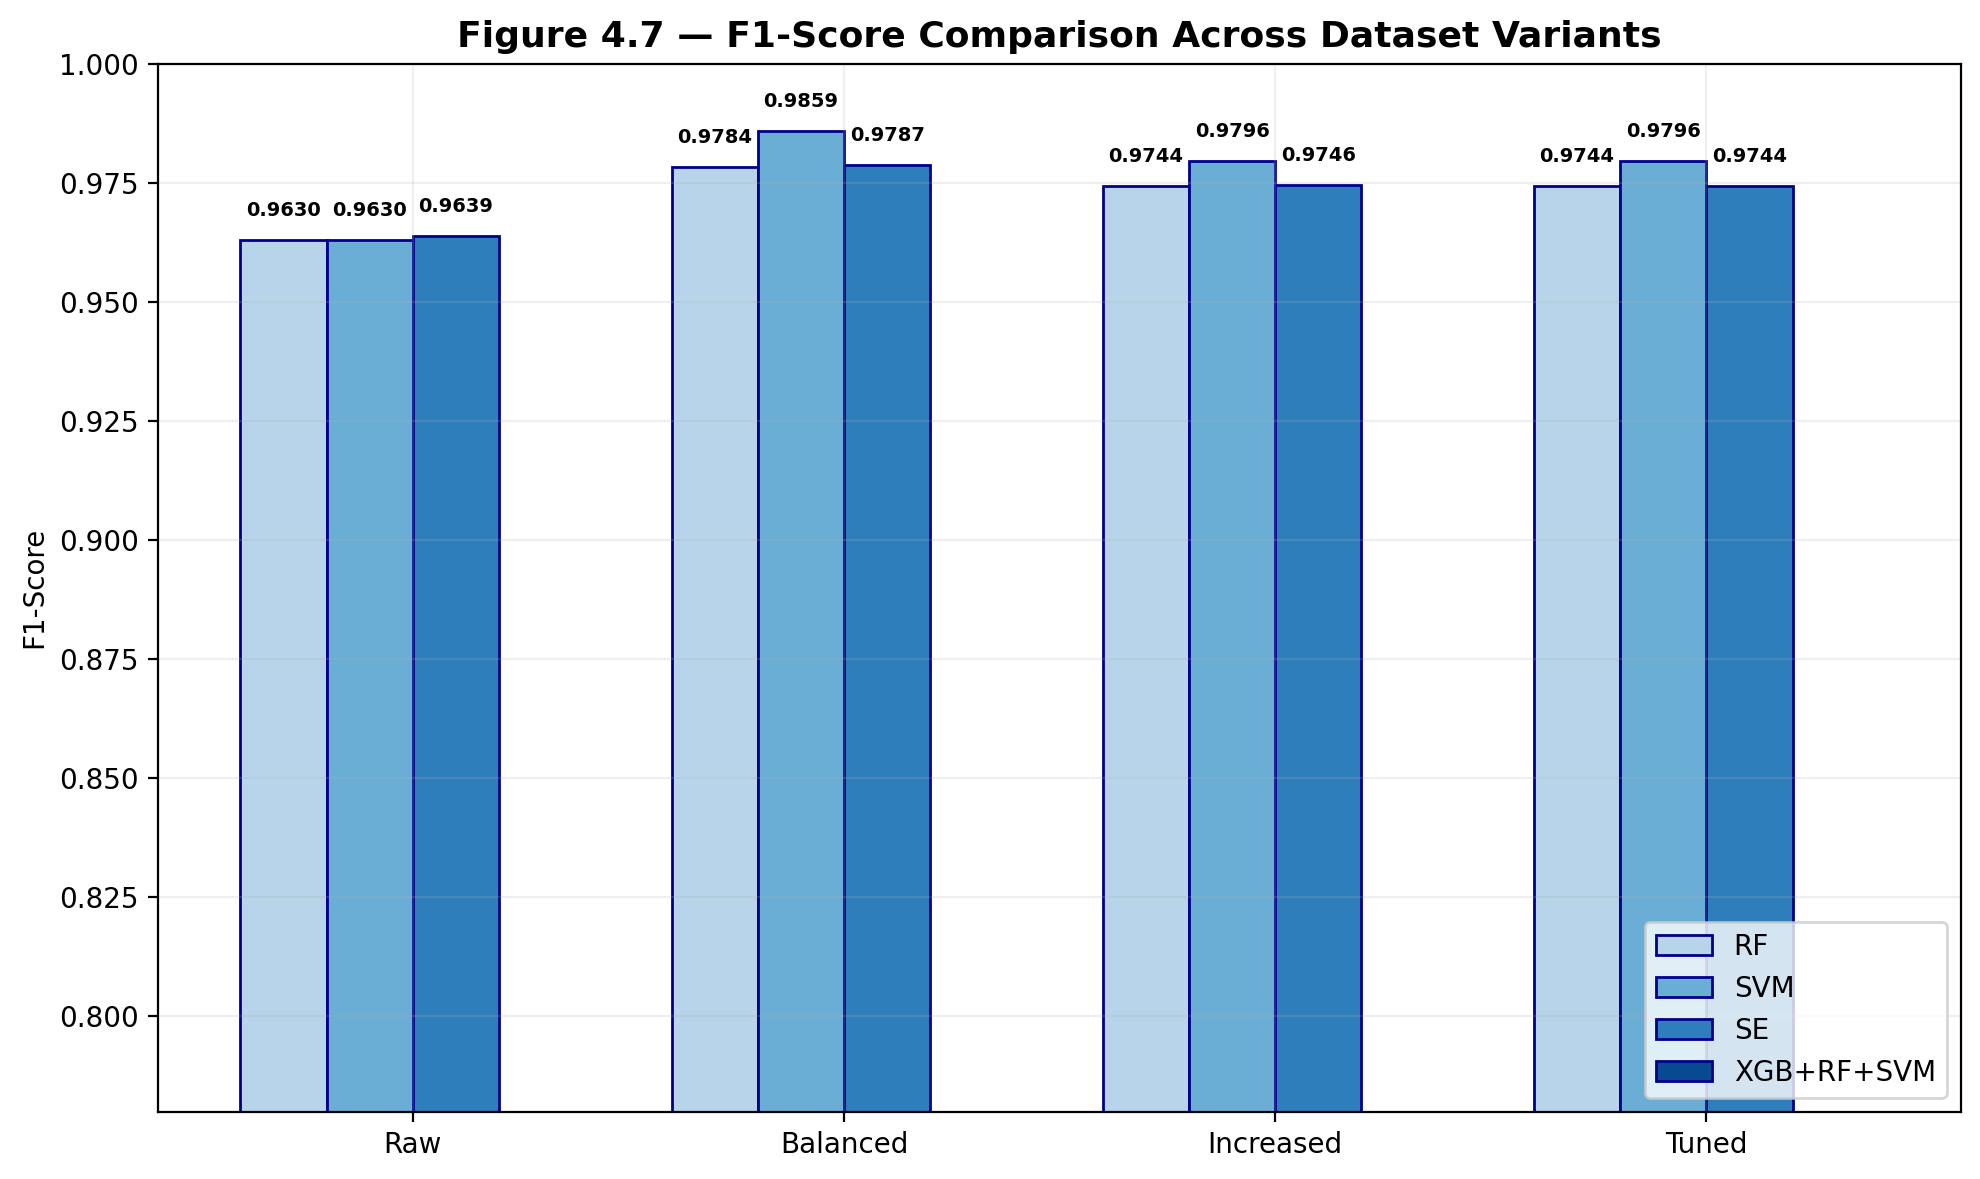 Figure 4.7 — F1-Score Comparison Across Dataset Variants
F1-Score
1.000
0.975
0.950
0.925
0.900
0.875
0.850
0.825
0.800
0.9630 0.9630 0.9639
0.9784 0.9859 0.9787
0.9744 0.9796 0.9746
0.9744 0.9796 0.9744
Raw Balanced Increased Tuned
RF
SVM
SE
XGB+RF+SVM